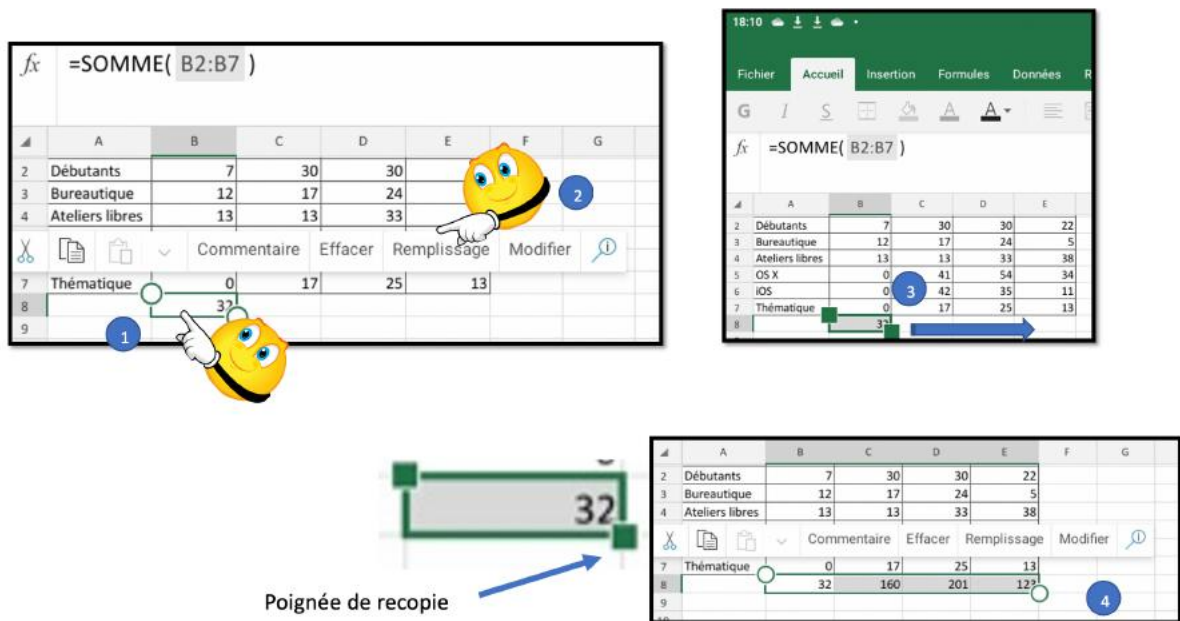 fx =SOMME( B2:B7 )
A B C D E F G
2 Débutants 7 30 30
3 Bureautique 12 17 24
4 Ateliers libres 13 13 33
2
Commentaire Effacer Remplissage Modifier
7 Thématique 0 17 25 13
8 32
9
1
18:10
Fichier Accueil Insertion Formules Données R
G I S A A
fx =SOMME( B2:B7 )
A B C D E
2 Débutants 7 30 30 22
3 Bureautique 12 17 24 5
4 Ateliers libres 13 13 33 38
5 OS X 0 41 54 34
6 iOS 0 42 35 11
7 Thématique 0 17 25 13
8 32
3
32
Poignée de recopie
A B C D E F G
2 Débutants 7 30 30 22
3 Bureautique 12 17 24 5
4 Ateliers libres 13 13 33 38
Commentaire Effacer Remplissage Modifier
7 Thématique 0 17 25 13
8 32 160 201 123
9
4